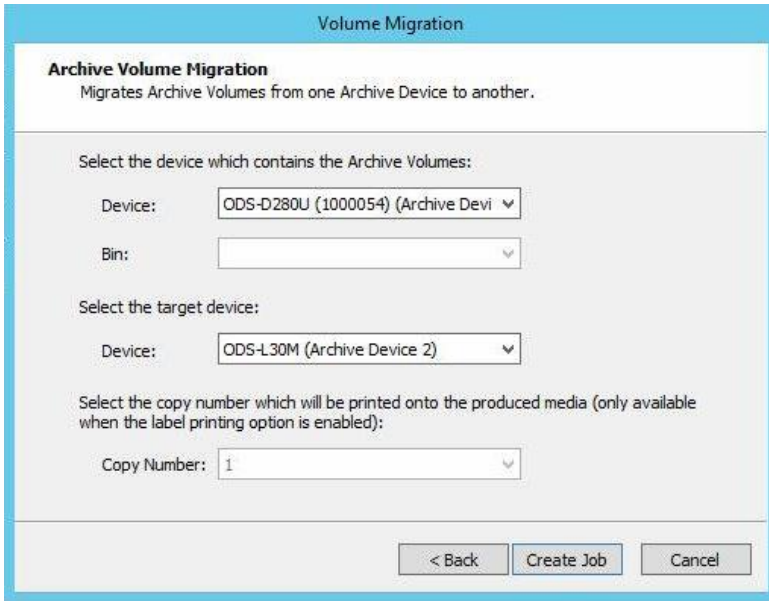 Volume Migration
Archive Volume Migration
Migrates Archive Volumes from one Archive Device to another.
Select the device which contains the Archive Volumes:
Device: ODS-D280U (1000054) (Archive Devi
Bin:
Select the target device:
Device: ODS-L30M (Archive Device 2)
Select the copy number which will be printed onto the produced media (only available
when the label printing option is enabled):
Copy Number: 1
< Back Create Job Cancel